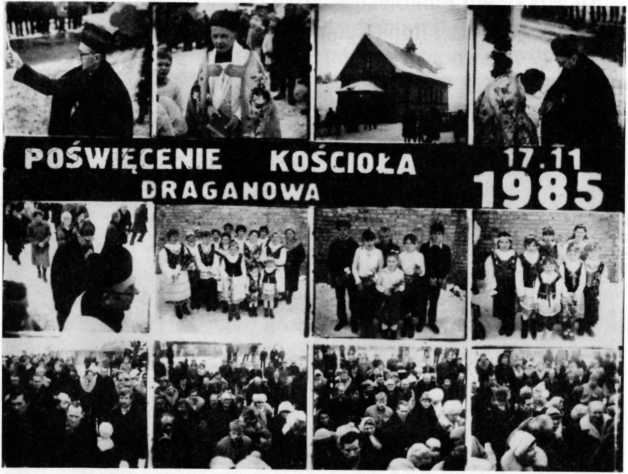 POŚWIĘCENIE KOŚCIOŁA
DRAGANOWA
17.11
1985